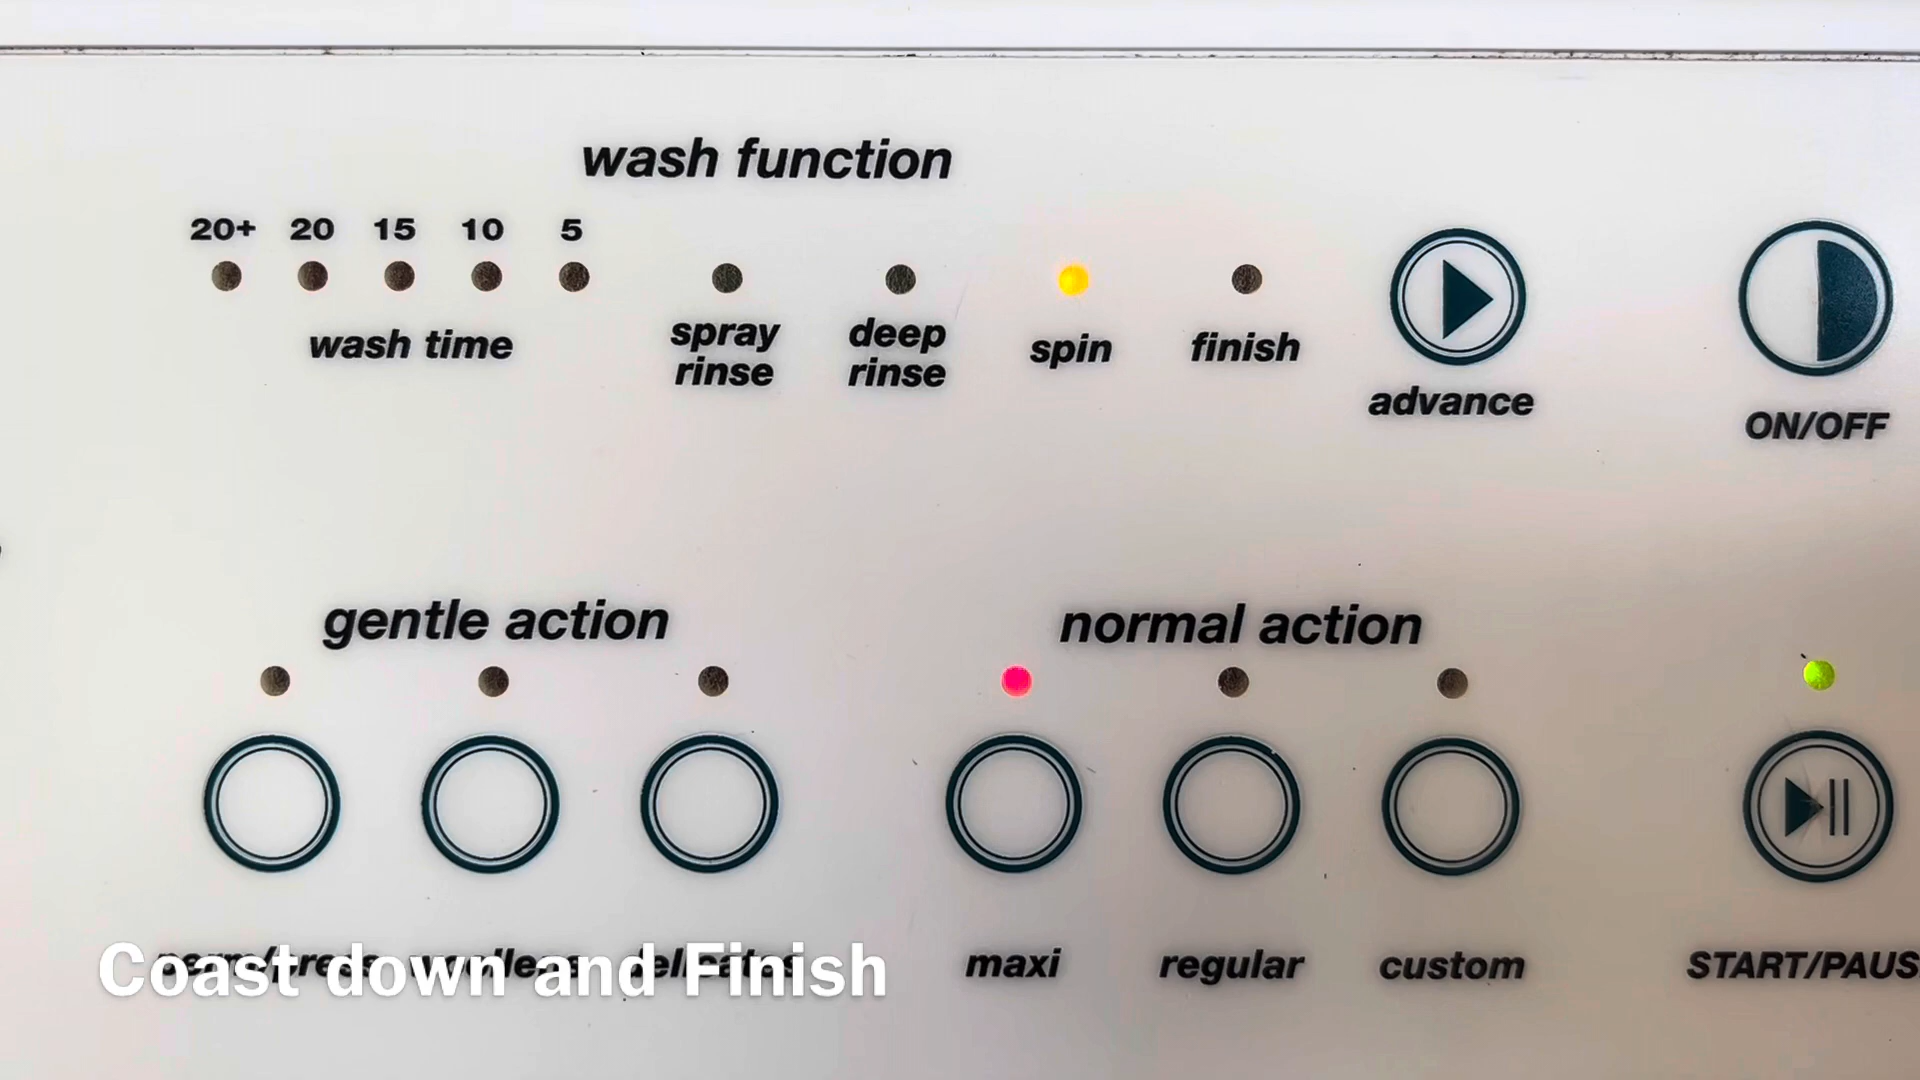 wash function
20+ 20 15 10 5
wash time
spray
rinse
deep
rinse
spin
finish
advance
ON/OFF
gentle action
normal action
maxi
regular
custom
START/PAUS
Coast down and Finish